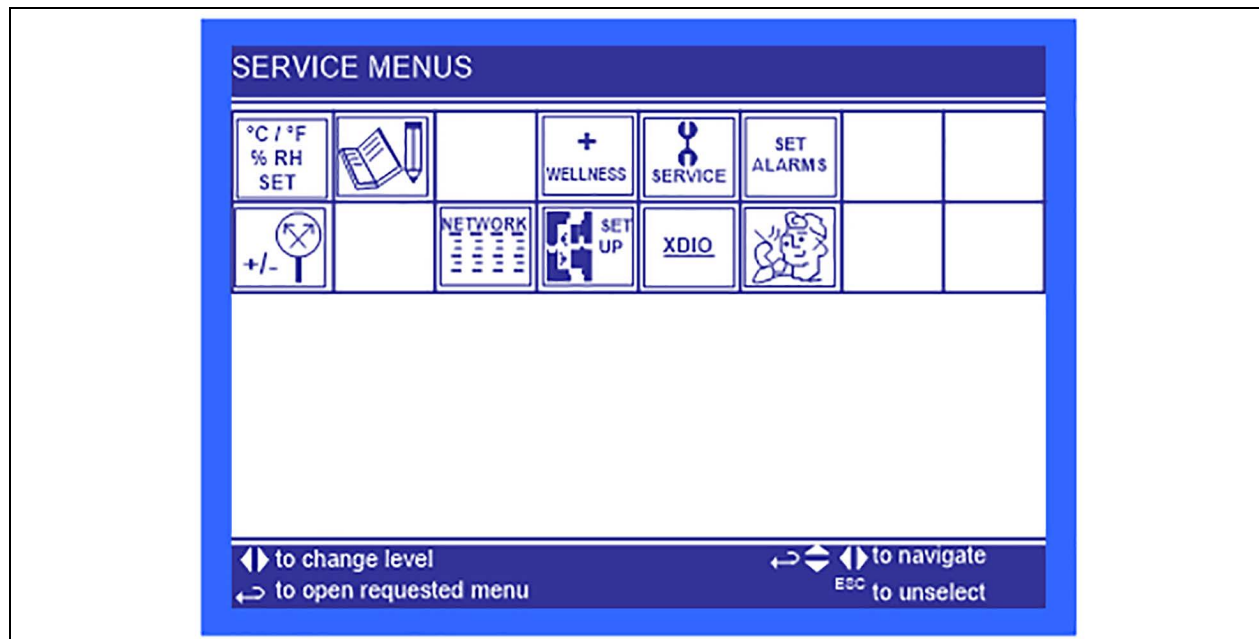 SERVICE MENUS
°C / °F
% RH
SET
+
WELLNESS
SERVICE
SET
ALARMS
+/-
NETWORK
SET
UP
XDIO
to change level
to navigate
to open requested menu
ESC to unselect